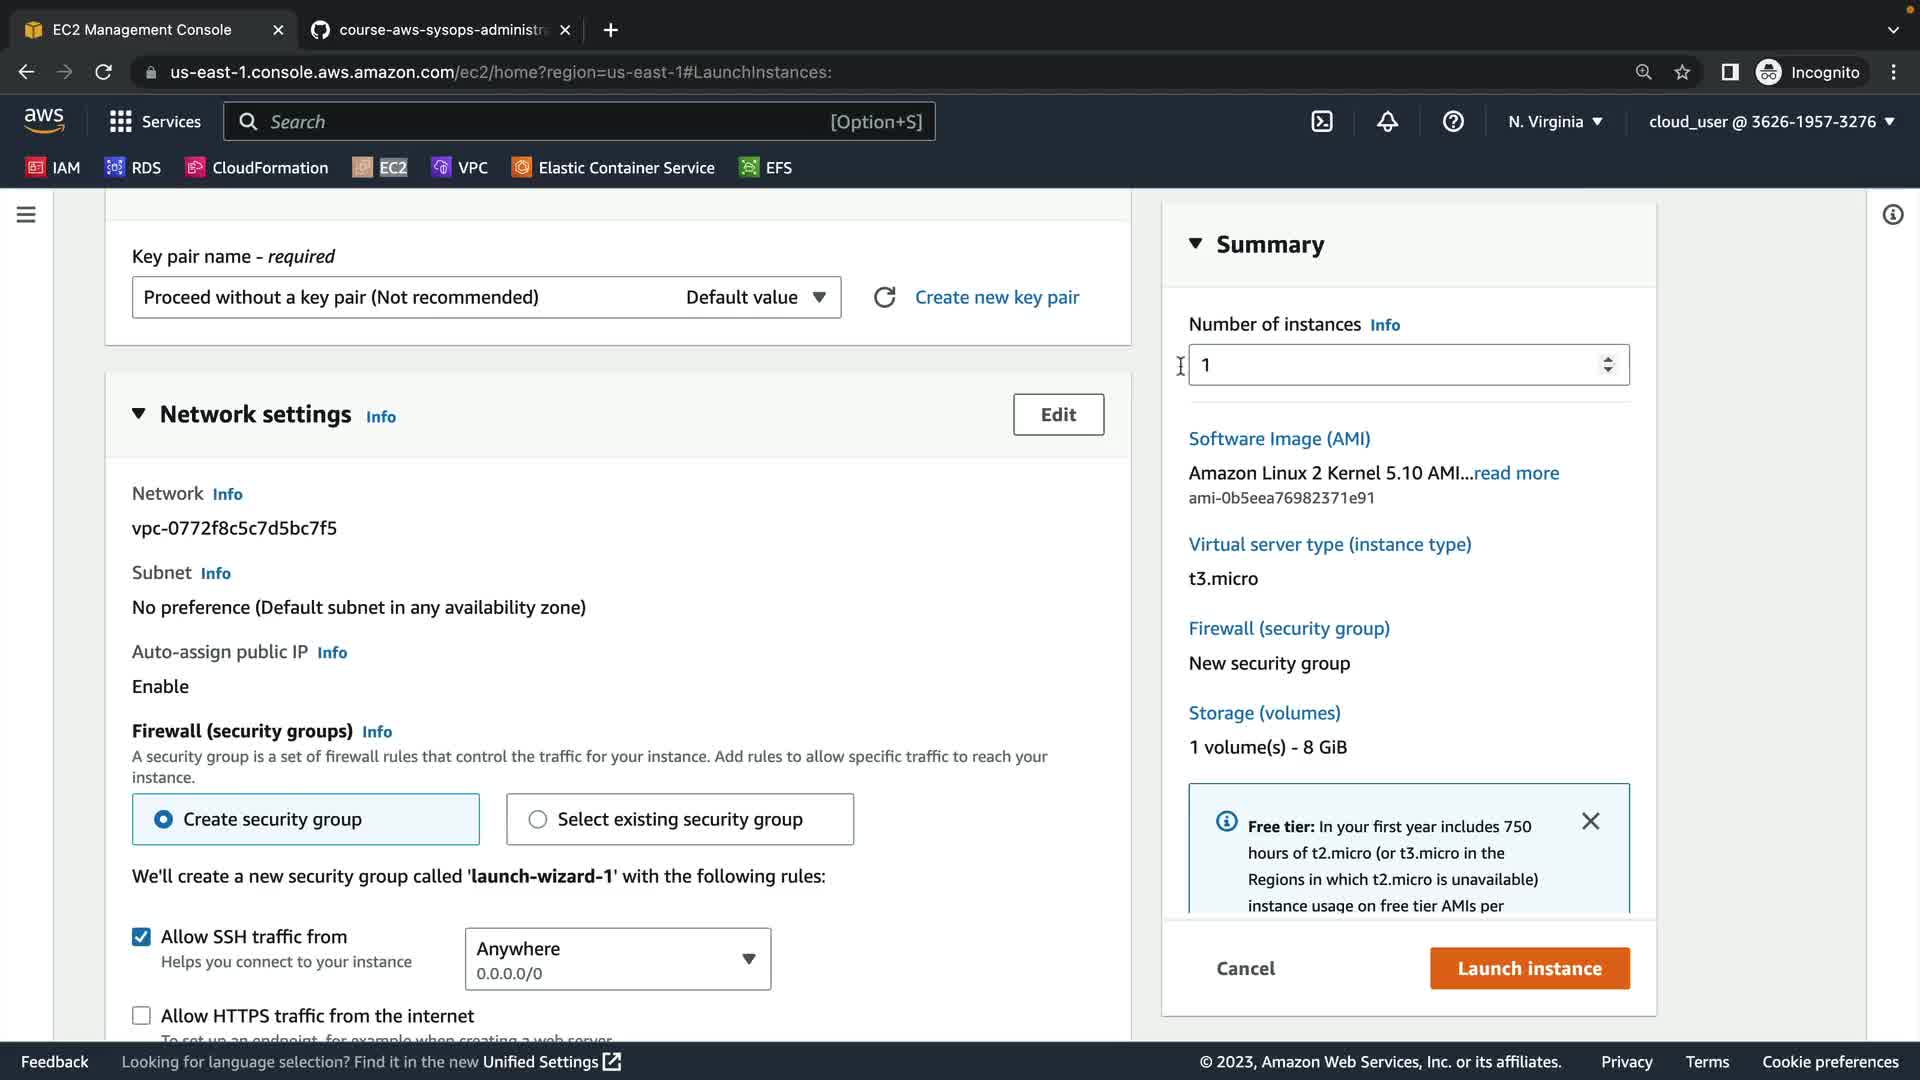 EC2 Management Console
course-aws-sysops-administr
us-east-1.console.aws.amazon.com/ec2/home?region=us-east-1#LaunchInstances:
Incognito
aws
Services
Search
[Option+S]
N. Virginia
cloud_user @ 3626-1957-3276
IAM
RDS
CloudFormation
EC2
VPC
Elastic Container Service
EFS
Key pair name - required
Proceed without a key pair (Not recommended)
Default value
Create new key pair
Network settings Info
Edit
Network Info
vpc-0772f8c5c7d5bc7f5
Subnet Info
No preference (Default subnet in any availability zone)
Auto-assign public IP Info
Enable
Firewall (security groups) Info
A security group is a set of firewall rules that control the traffic for your instance. Add rules to allow specific traffic to reach your
instance.
Create security group
Select existing security group
We'll create a new security group called 'launch-wizard-1' with the following rules:
Allow SSH traffic from
Helps you connect to your instance
Anywhere
0.0.0.0/0
Allow HTTPS traffic from the internet
To set up an endpoint, for example when creating a web server
Summary
Number of instances Info
1
Software Image (AMI)
Amazon Linux 2 Kernel 5.10 AMI...read more
ami-0b5eea76982371e91
Virtual server type (instance type)
t3.micro
Firewall (security group)
New security group
Storage (volumes)
1 volume(s) - 8 GiB
Free tier: In your first year includes 750
hours of t2.micro (or t3.micro in the
Regions in which t2.micro is unavailable)
instance usage on free tier AMIs per
Cancel
Launch instance
Feedback
Looking for language selection? Find it in the new Unified Settings
© 2023, Amazon Web Services, Inc. or its affiliates.
Privacy
Terms
Cookie preferences